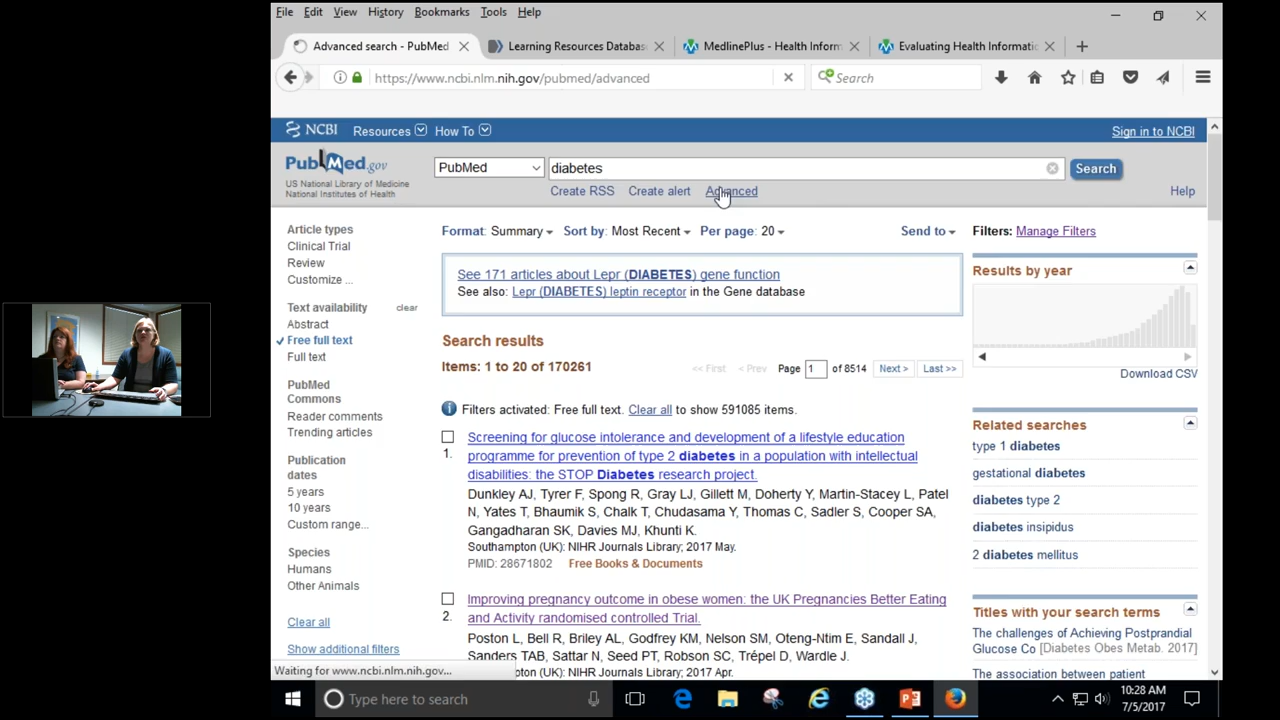 File Edit View History Bookmarks Tools Help
Advanced search - PubMed
Learning Resources Databas
MedlinePlus - Health Inform
Evaluating Health Informatic
https://www.ncbi.nlm.nih.gov/pubmed/advanced
Search
NCBI Resources How To Sign in to NCBI
PubMed.gov
US National Library of Medicine
National Institutes of Health
PubMed diabetes Search
Create RSS Create alert Advanced Help
Article types
Clinical Trial
Review
Customize ...
Text availability clear
Abstract
Free full text
Full text
PubMed
Commons
Reader comments
Trending articles
Publication
dates
5 years
10 years
Custom range...
Species
Humans
Other Animals
Clear all
Show additional filters
Format: Summary Sort by: Most Recent Per page: 20 Send to
See 171 articles about Lepr (DIABETES) gene function
See also: Lepr (DIABETES) leptin receptor in the Gene database
Search results
Items: 1 to 20 of 170261
<< First < Prev Page 1 of 8514 Next > Last >>
Filters activated: Free full text. Clear all to show 591085 items.
Screening for glucose intolerance and development of a lifestyle education
1. programme for prevention of type 2 diabetes in a population with intellectual
disabilities: the STOP Diabetes research project.
Dunkley AJ, Tyrer F, Spong R, Gray LJ, Gillett M, Doherty Y, Martin-Stacey L, Patel
N, Yates T, Bhaumik S, Chalk T, Chudasama Y, Thomas C, Sadler S, Cooper SA,
Gangadharan SK, Davies MJ, Khunti K.
Southampton (UK): NIHR Journals Library; 2017 May.
PMID: 28671802 Free Books & Documents
Improving pregnancy outcome in obese women: the UK Pregnancies Better Eating
2. and Activity randomised controlled Trial.
Poston L, Bell R, Briley AL, Godfrey KM, Nelson SM, Oteng-Ntim E, Sandall J,
Sanders TAB, Sattar N, Seed PT, Robson SC, Trépel D, Wardle J.
(UK): NIHR Journals Library; 2017 Apr.
Filters: Manage Filters
Results by year
Download CSV
Related searches
type 1 diabetes
gestational diabetes
diabetes type 2
diabetes insipidus
2 diabetes mellitus
Titles with your search terms
The challenges of Achieving Postprandial
Glucose Co [Diabetes Obes Metab. 2017]
The association between patient
Waiting for www.ncbi.nlm.nih.gov...
Type here to search
10:28 AM
7/5/2017